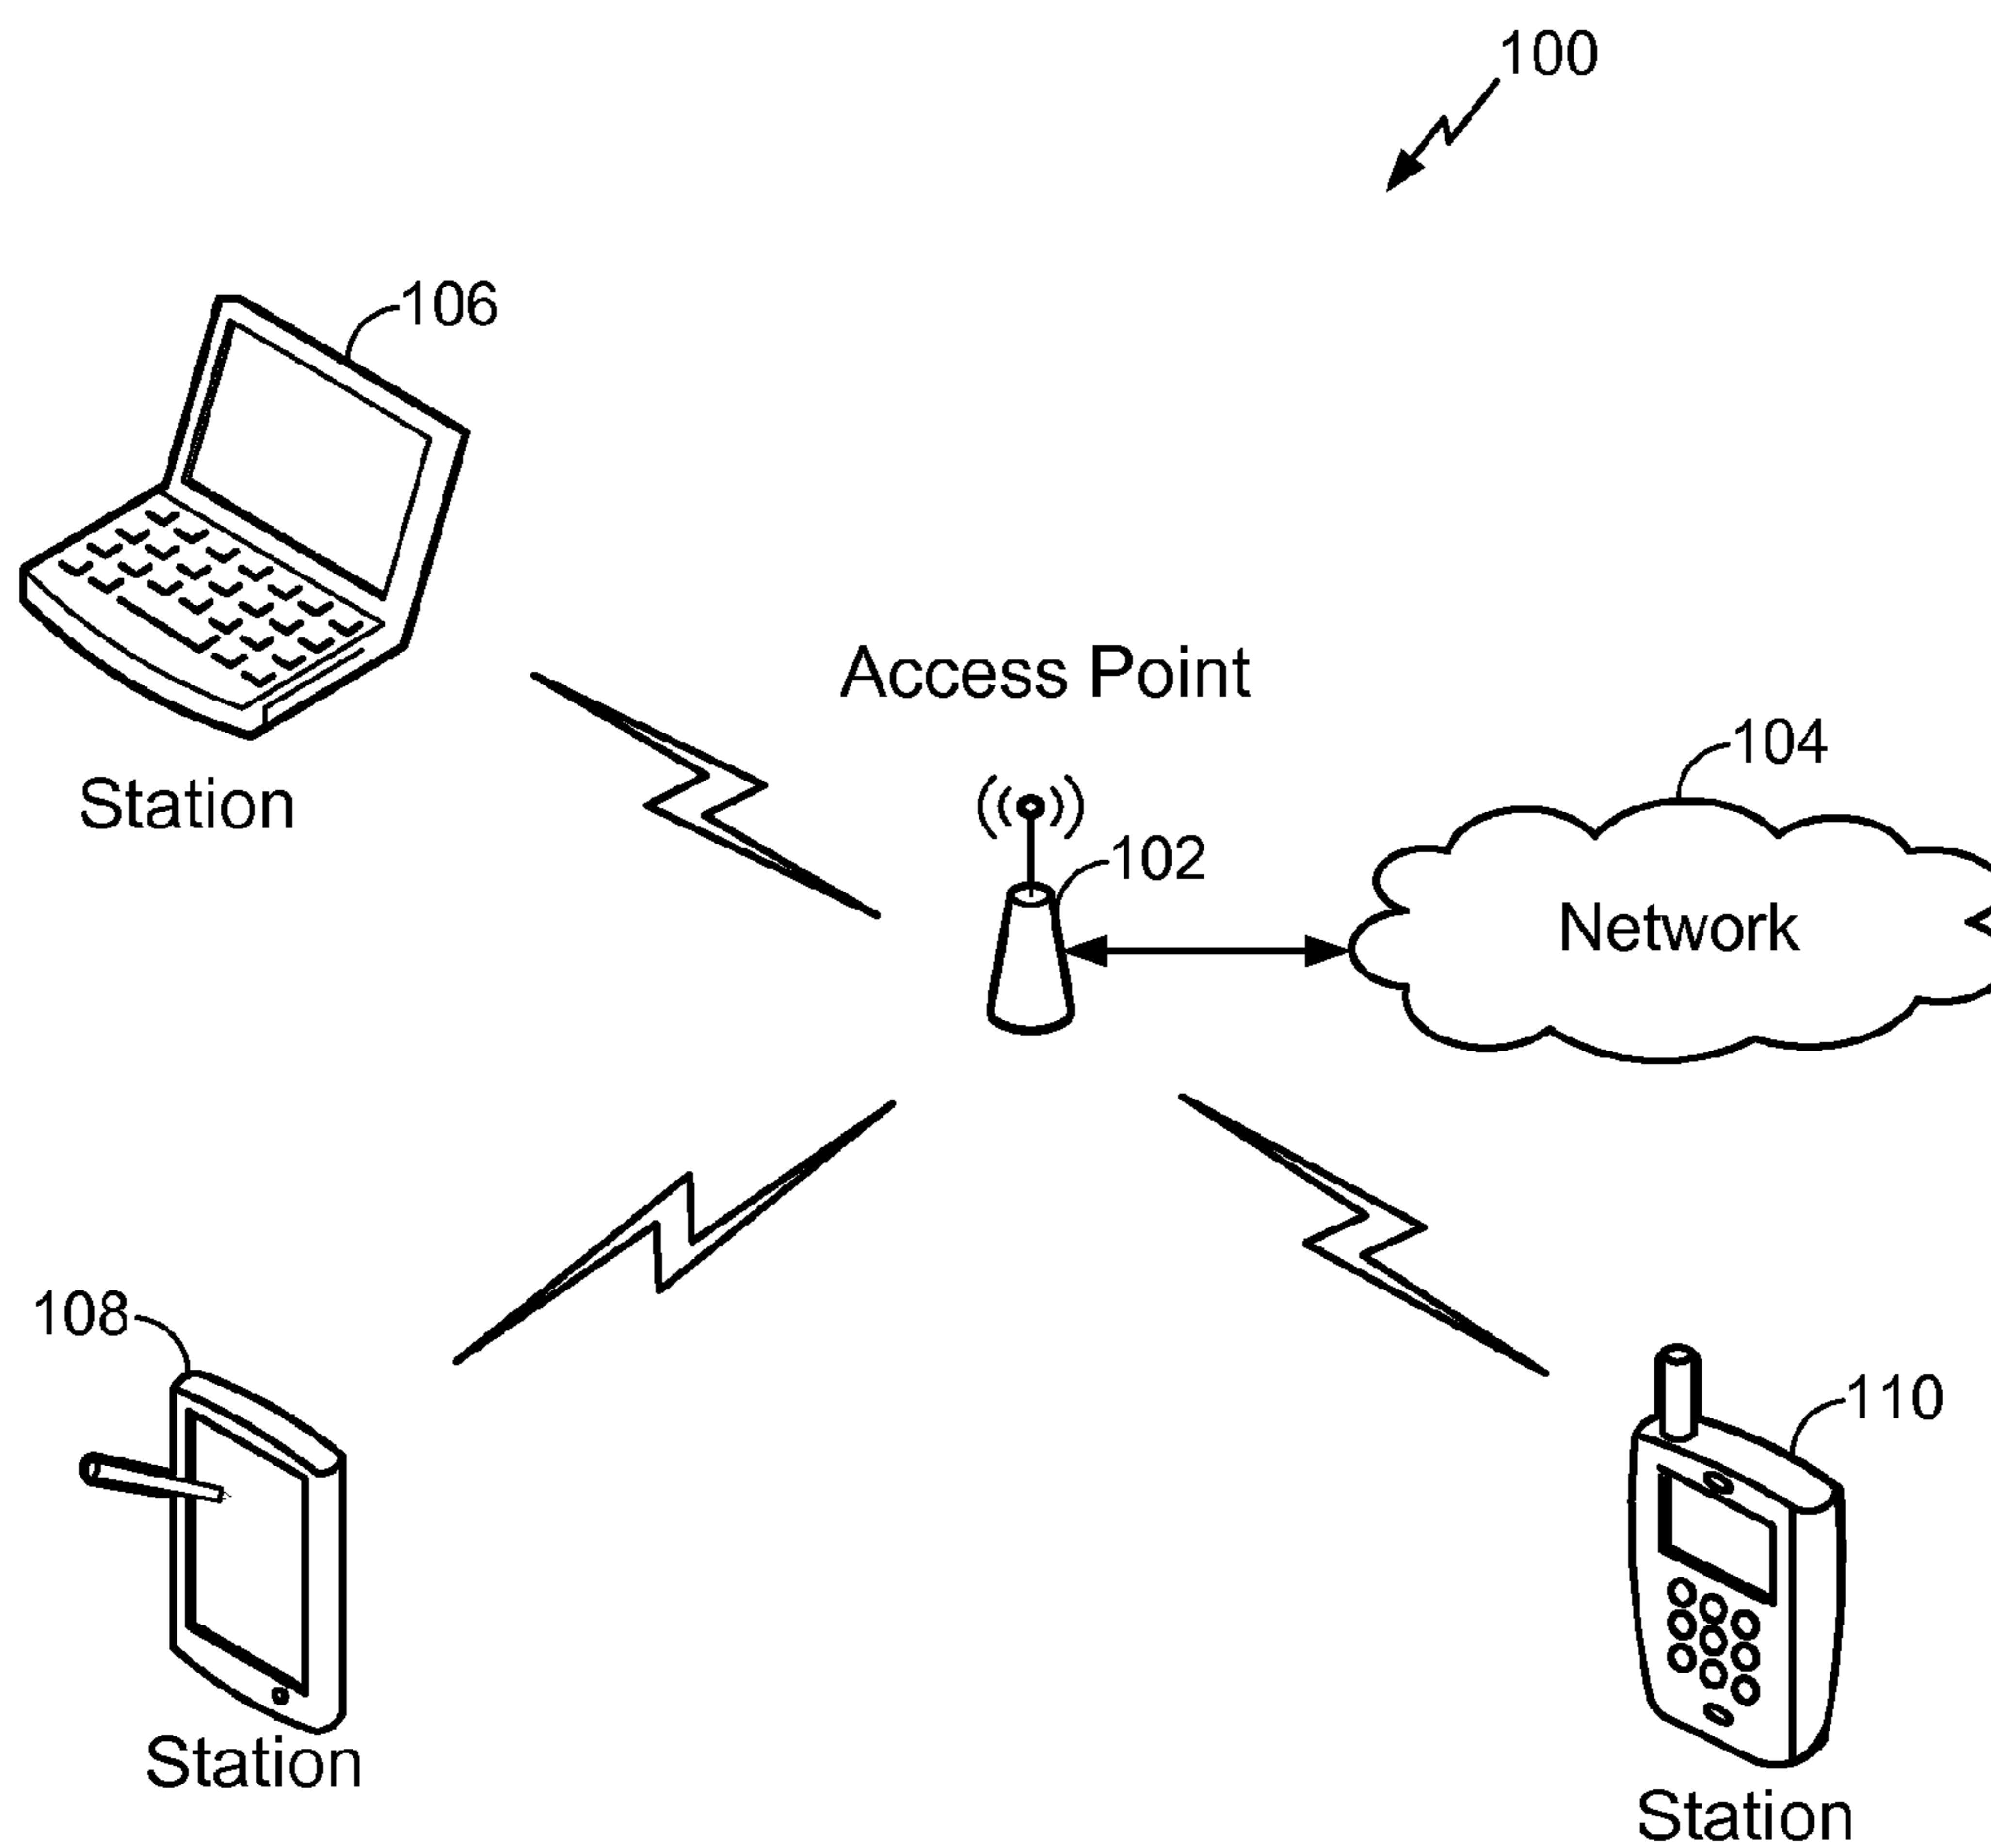 100
106
Access Point
104
Station
102
Network
108
110
Station
Station